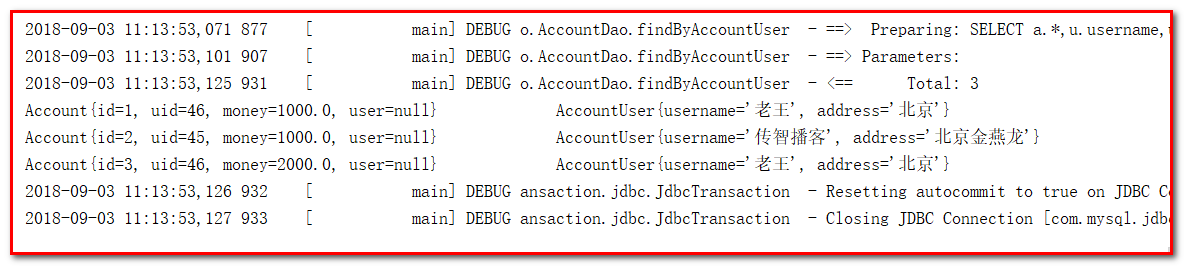 2018-09-03 11:13:53,071 877    [           main] DEBUG o.AccountDao.findByAccountUser  - ==>  Preparing: SELECT a.*,u.username,
2018-09-03 11:13:53,101 907    [           main] DEBUG o.AccountDao.findByAccountUser  - ==> Parameters:
2018-09-03 11:13:53,125 931    [           main] DEBUG o.AccountDao.findByAccountUser  - <==      Total: 3
Account{id=1, uid=46, money=1000.0, user=null}             AccountUser{username='老王', address='北京'}
Account{id=2, uid=45, money=1000.0, user=null}             AccountUser{username='传智播客', address='北京金燕龙'}
Account{id=3, uid=46, money=2000.0, user=null}             AccountUser{username='老王', address='北京'}
2018-09-03 11:13:53,126 932    [           main] DEBUG ansaction.jdbc.JdbcTransaction  - Resetting autocommit to true on JDBC Co
2018-09-03 11:13:53,127 933    [           main] DEBUG ansaction.jdbc.JdbcTransaction  - Closing JDBC Connection [com.mysql.jdbc